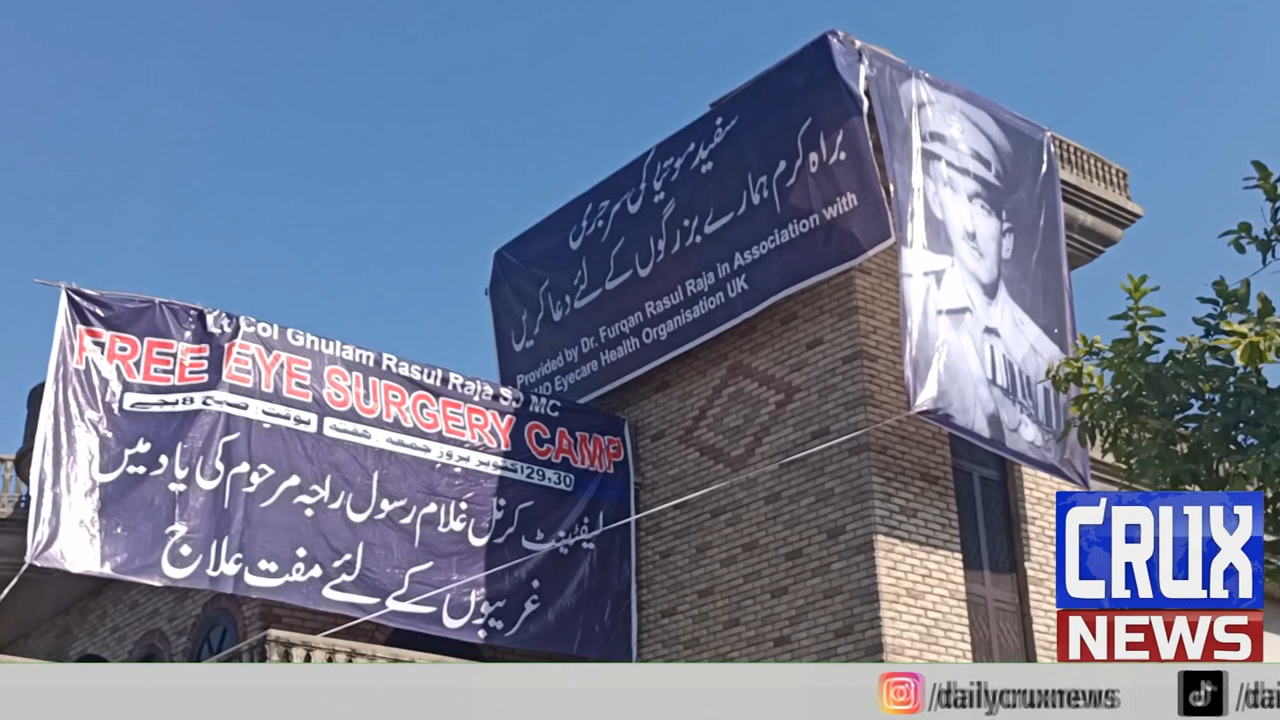 Lt Col Ghulam Rasul Raja SJ MC
FREE EYE SURGERY CAMP
29,30 اکتوبر بروز جمعہ، ہفتہ بوقت: صبح 8 بجے
لیفٹینٹ کرنل غلام رسول راجہ مرحوم کی یاد میں
غریبوں کے لئے مفت علاج
سفید موتیا کی سرجری
براہ کرم ہمارے بزرگوں کے لئے دعا کریں
Provided by Dr. Furqan Rasul Raja in Association with
Eyecare Health Organisation UK
CRUX
NEWS
/dailycruxnews